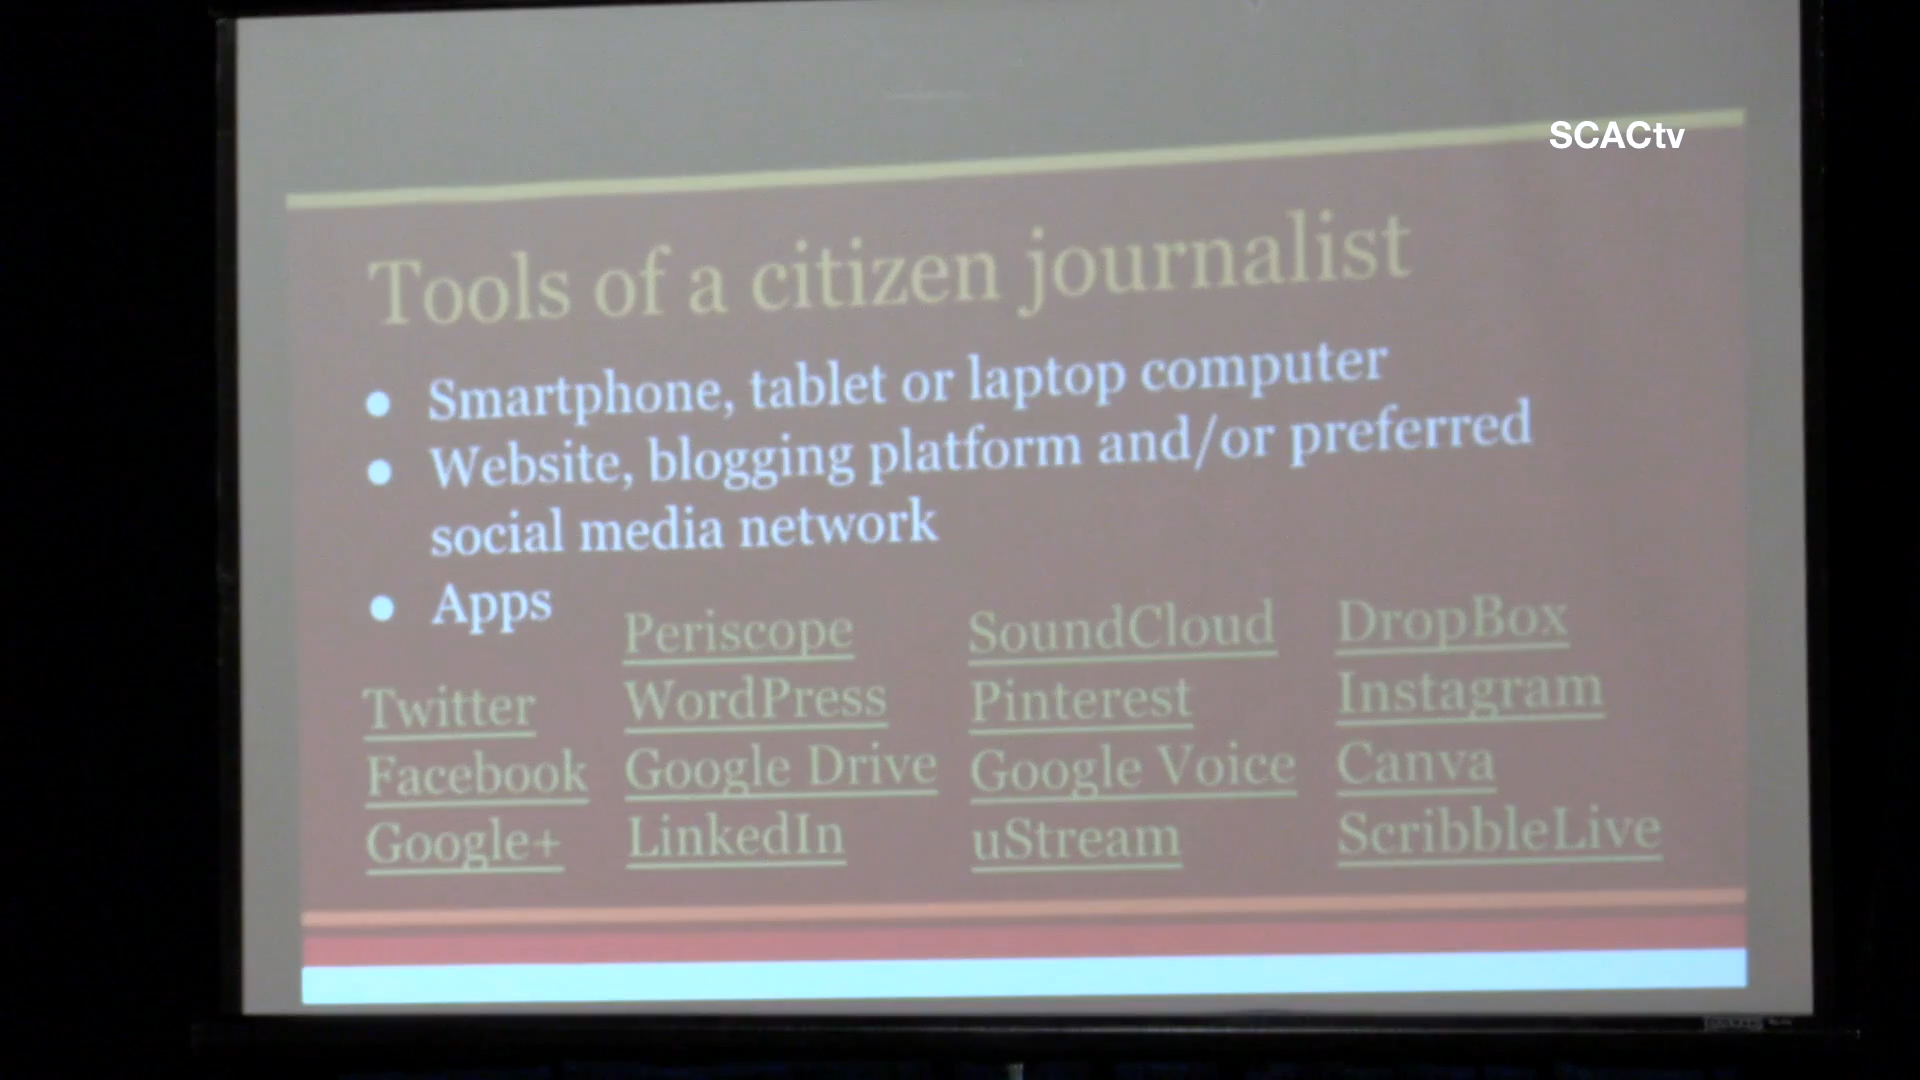 SCACtv
Tools of a citizen journalist
● Smartphone, tablet or laptop computer
● Website, blogging platform and/or preferred
social media network
● Apps
Twitter
Facebook
Google+
Periscope
WordPress
Google Drive
LinkedIn
SoundCloud
Pinterest
Google Voice
uStream
DropBox
Instagram
Canva
ScribbleLive